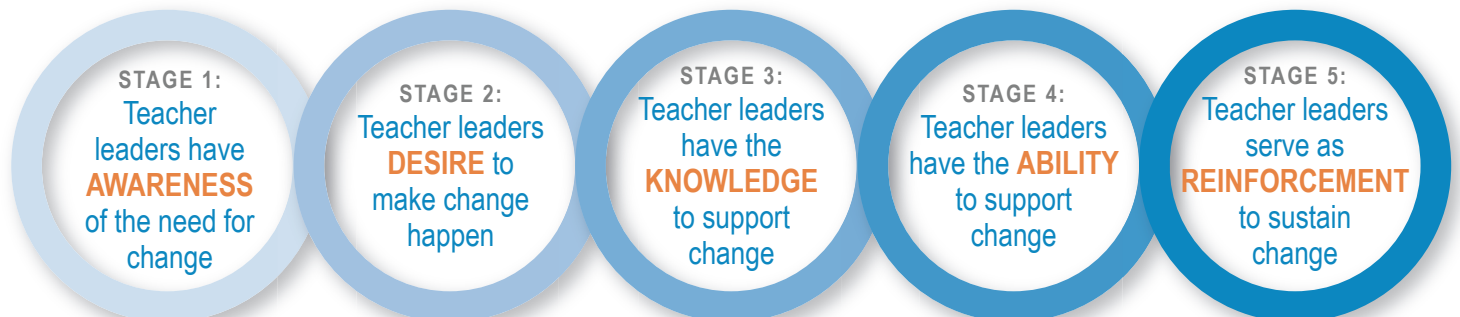 STAGE 1:
Teacher
leaders have
AWARENESS
of the need for
change
STAGE 2:
Teacher leaders
DESIRE to
make change
happen
STAGE 3:
Teacher leaders
have the
KNOWLEDGE
to support
change
STAGE 4:
Teacher leaders
have the ABILITY
to support
change
STAGE 5:
Teacher leaders
serve as
REINFORCEMENT
to sustain
change